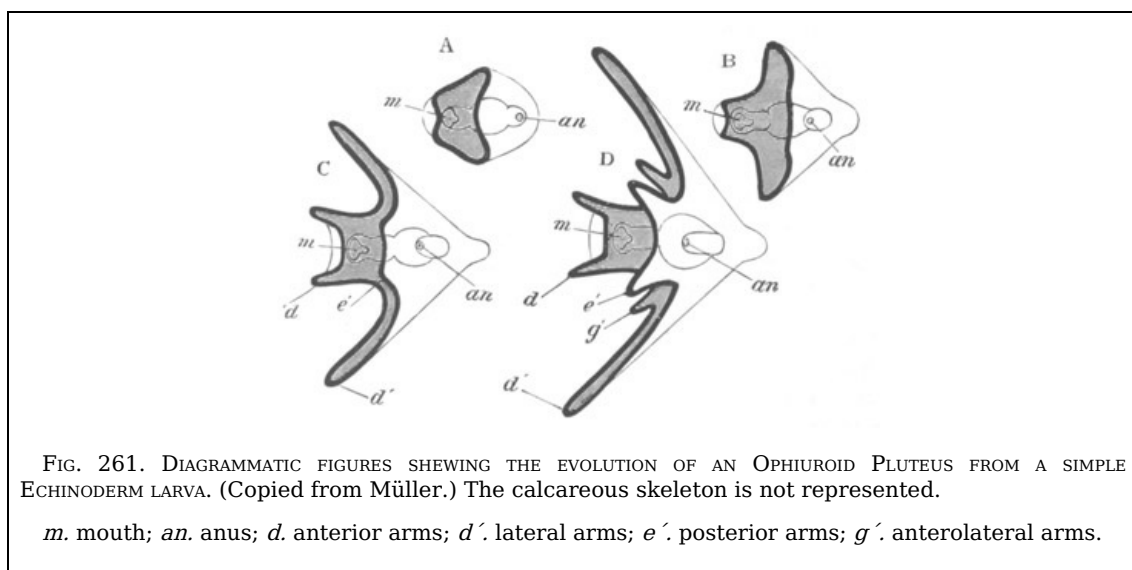 A
B
m
an
m
an
C
D
m
an
d
e´
d´
m
an
d
e´
g´
d´
FIG. 261. DIAGRAMMATIC FIGURES SHEWING THE EVOLUTION OF AN OPHIUROID PLUTEUS FROM A SIMPLE
ECHINODERM LARVA. (Copied from Müller.) The calcareous skeleton is not represented.
m. mouth; an. anus; d. anterior arms; d´. lateral arms; e´. posterior arms; g´. anterolateral arms.